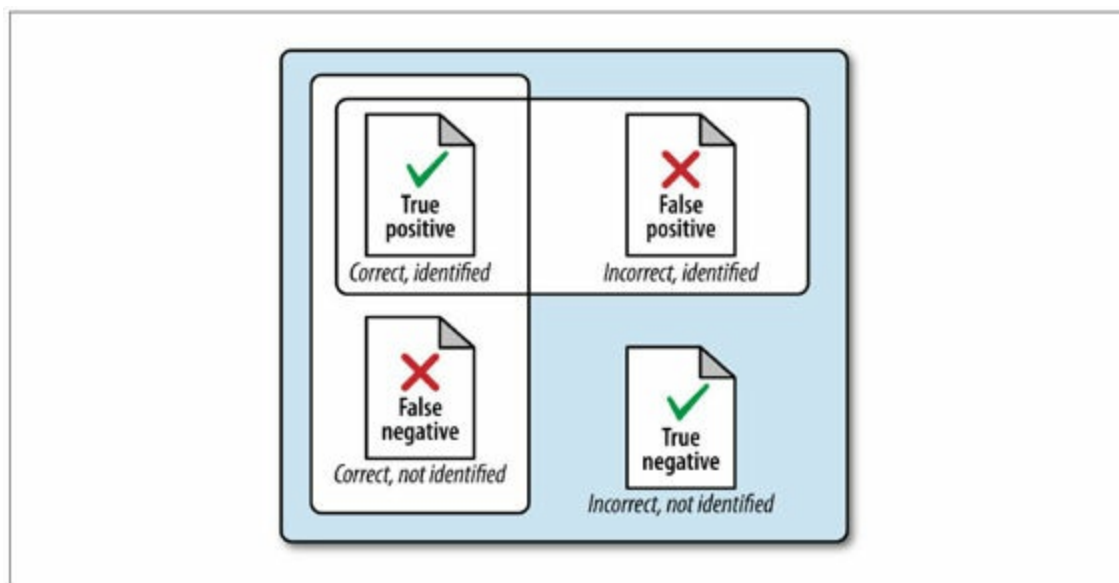 True
positive
Correct, identified
False
positive
Incorrect, identified
False
negative
Correct, not identified
True
negative
Incorrect, not identified